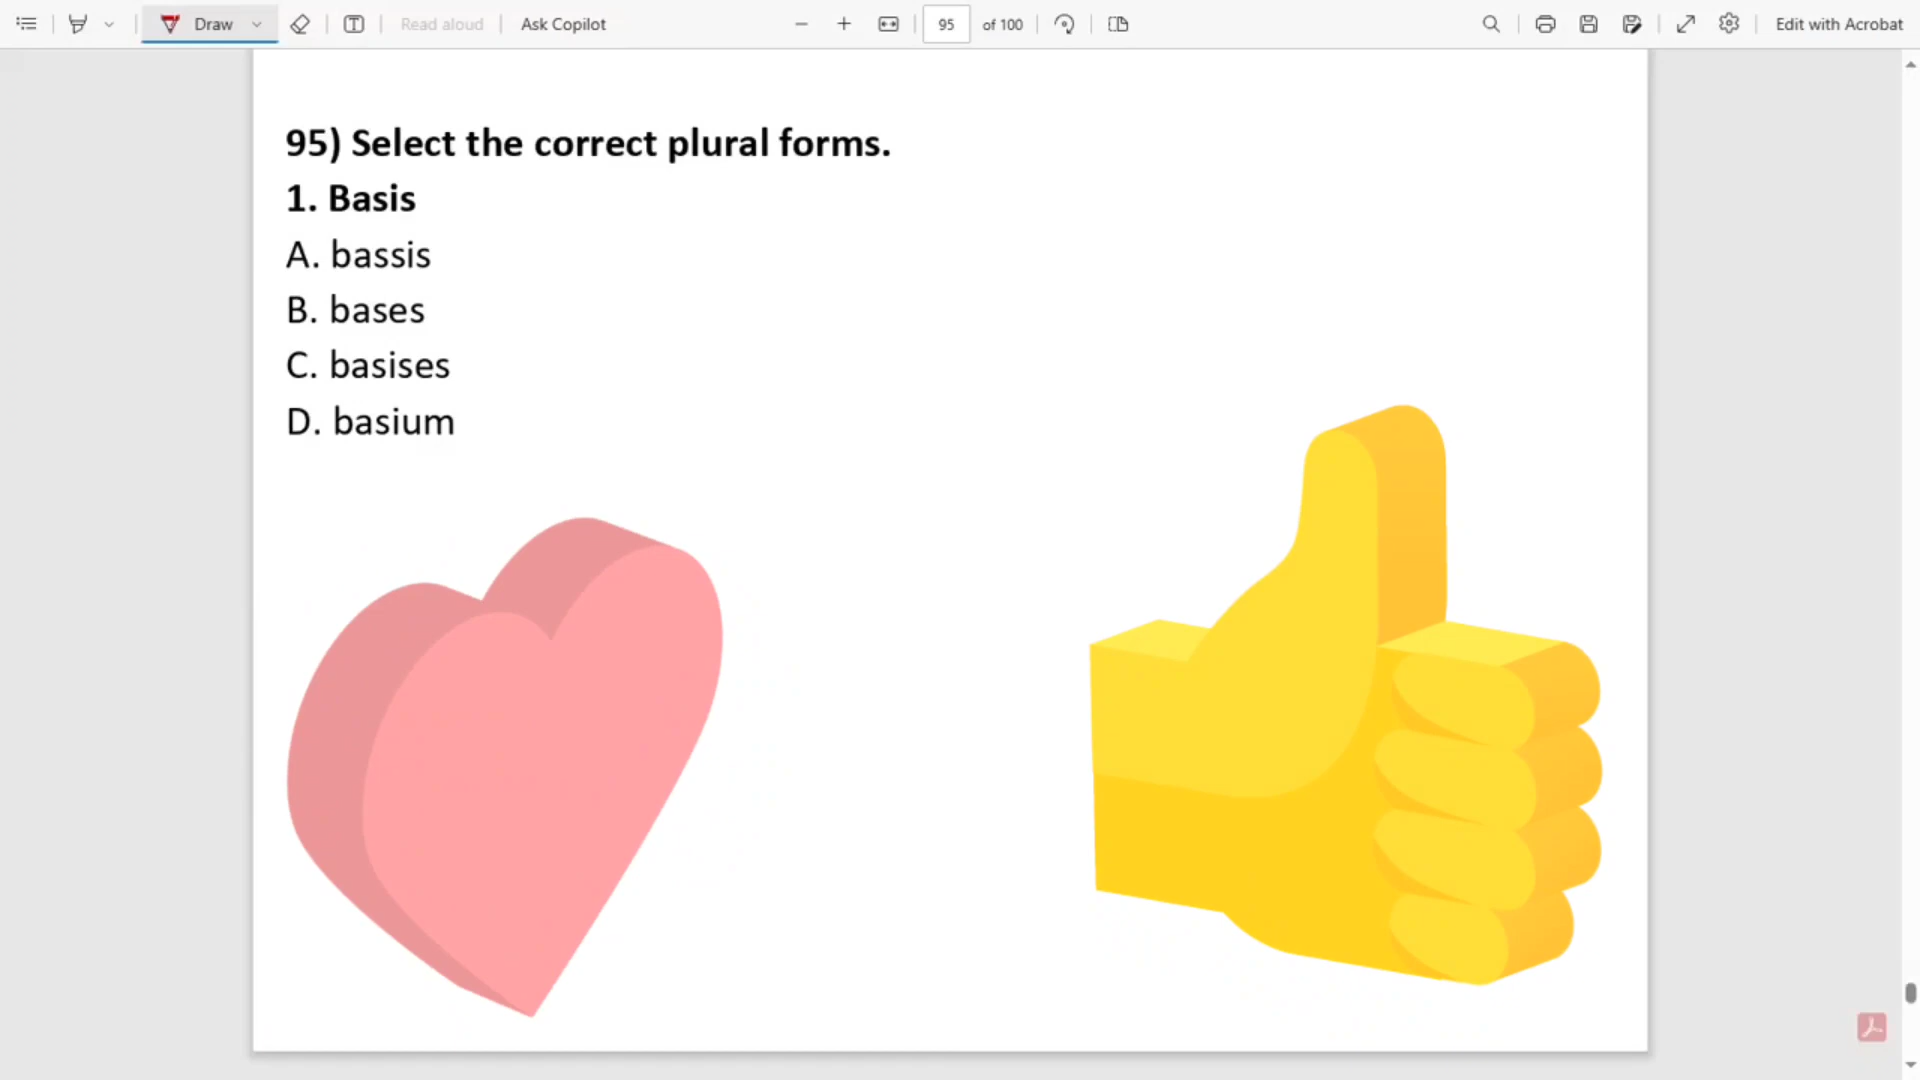 Draw
Read aloud
Ask Copilot
95
of 100
Edit with Acrobat
95) Select the correct plural forms.
1. Basis
A. bassis
B. bases
C. basises
D. basium